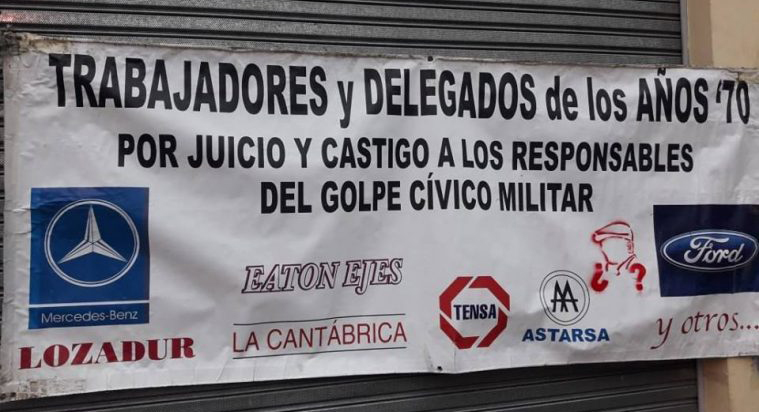 TRABAJADORES y DELEGADOS de los AÑOS '70
POR JUICIO Y CASTIGO A LOS RESPONSABLES
DEL GOLPE CÍVICO MILITAR
Mercedes-Benz
LOZADUR
EATON EJES
LA CANTÁBRICA
TENSA
AA
ASTARSA
¿ ?
Ford
y otros...